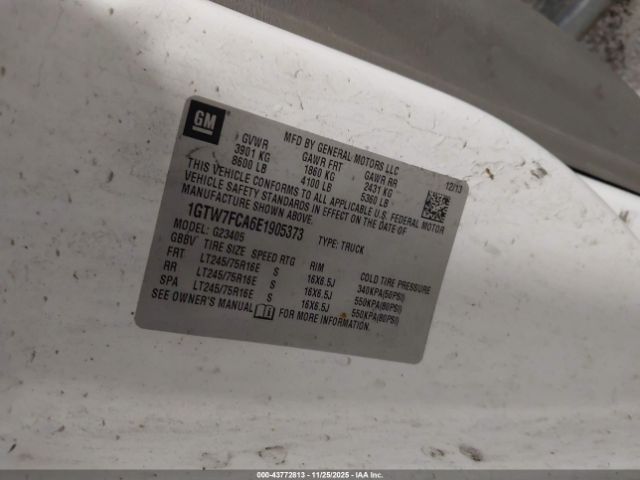 GM
MFD BY GENERAL MOTORS LLC
12/13
GVWR GAWR FRT GAWR RR
3901 KG 1860 KG 2431 KG
8600 LB 4100 LB 5360 LB
THIS VEHICLE CONFORMS TO ALL APPLICABLE U.S. FEDERAL MOTOR
VEHICLE SAFETY STANDARDS IN EFFECT ON THE DATE OF
MANUFACTURE SHOWN ABOVE.
1GTW7FCA6E1905373 TYPE: TRUCK
MODEL: G23405
GBBV TIRE SIZE SPEED RTG RIM COLD TIRE PRESSURE
FRT LT245/75R16E S 16X6.5J 340KPA(50PSI)
RR LT245/75R16E S 16X6.5J 550KPA(80PSI)
SPA LT245/75R16E S 16X6.5J 550KPA(80PSI)
SEE OWNER'S MANUAL FOR MORE INFORMATION.
000-43772813 - 11/25/2025 - IAA Inc.